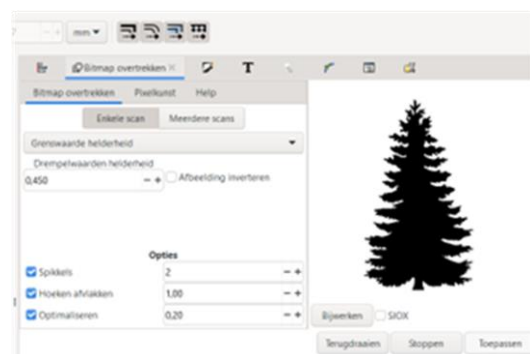 mm
Bitmap overtrekken
Bitmap overtrekken Pixelkunst Help
Enkele scan Meerdere scans
Grenswaarde helderheid
Drempelwaarden helderheid
0,450 - + Afbeelding inverteren
Opties
Spikkels 2 - +
Hoeken afvlakken 1,00 - +
Optimaliseren 0,20 - +
Bijwerken SIOX
Terugdraaien Stoppen Toepassen